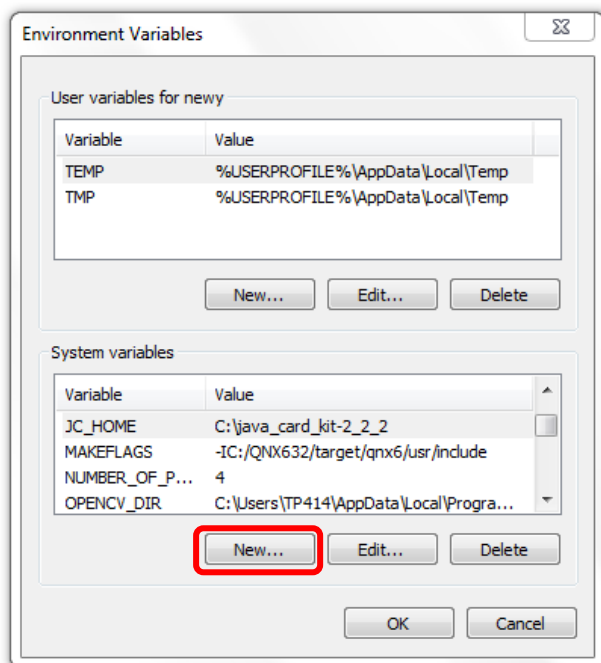 Environment Variables
User variables for newy
Variable Value
TEMP %USERPROFILE%\AppData\Local\Temp
TMP %USERPROFILE%\AppData\Local\Temp
New... Edit... Delete
System variables
Variable Value
JC_HOME C:\java_card_kit-2_2_2
MAKEFLAGS -IC:/QNX632/target/qnx6/usr/include
NUMBER_OF_P... 4
OPENCV_DIR C:\Users\TP414\AppData\Local\Progra...
New... Edit... Delete
OK Cancel